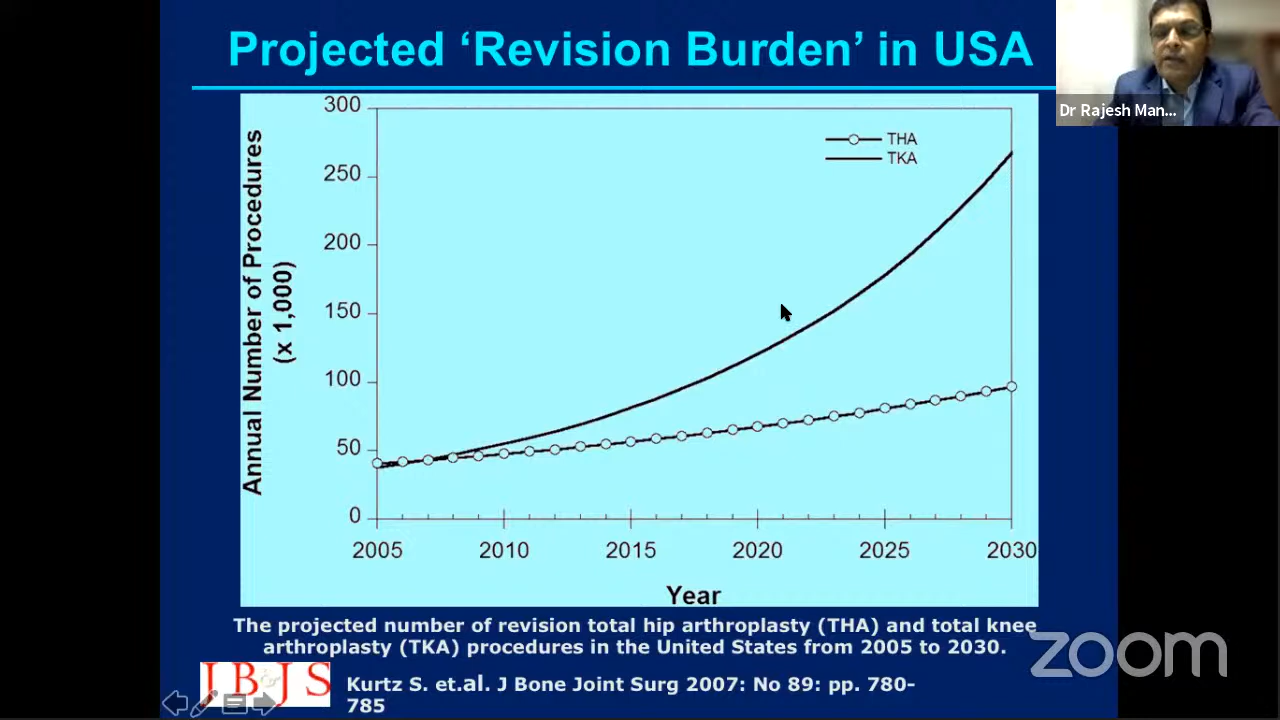 Projected ‘Revision Burden’ in USA
Dr Rajesh Man...
Annual Number of Procedures
(x 1,000)
300
250
200
150
100
50
0
THA
TKA
2005 2010 2015 2020 2025 2030
Year
The projected number of revision total hip arthroplasty (THA) and total knee
arthroplasty (TKA) procedures in the United States from 2005 to 2030.
zoom
JBJS
Kurtz S. et.al. J Bone Joint Surg 2007: No 89: pp. 780-
785